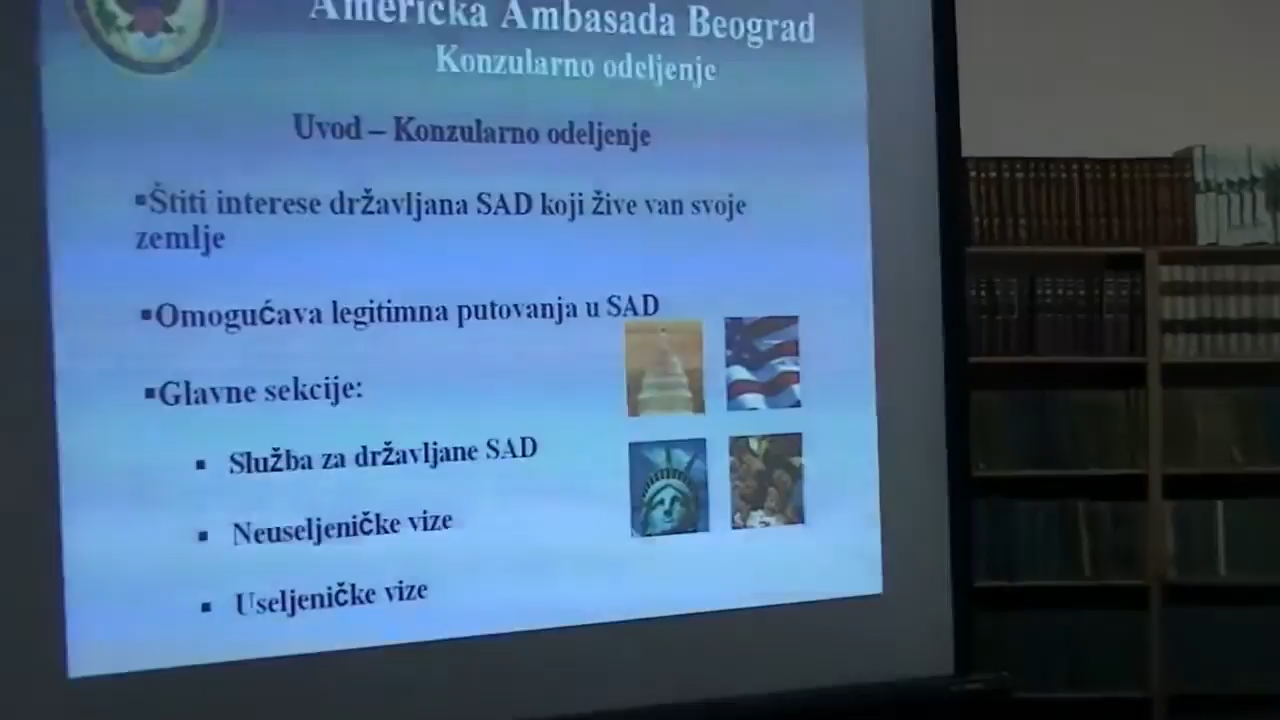 Američka Ambasada Beograd
Konzularno odeljenje
Uvod – Konzularno odeljenje
▪Štiti interese državljana SAD koji žive van svoje
zemlje
▪Omogućava legitimna putovanja u SAD
▪Glavne sekcije:
▪ Služba za državljane SAD
▪ Neuseljeničke vize
▪ Useljeničke vize